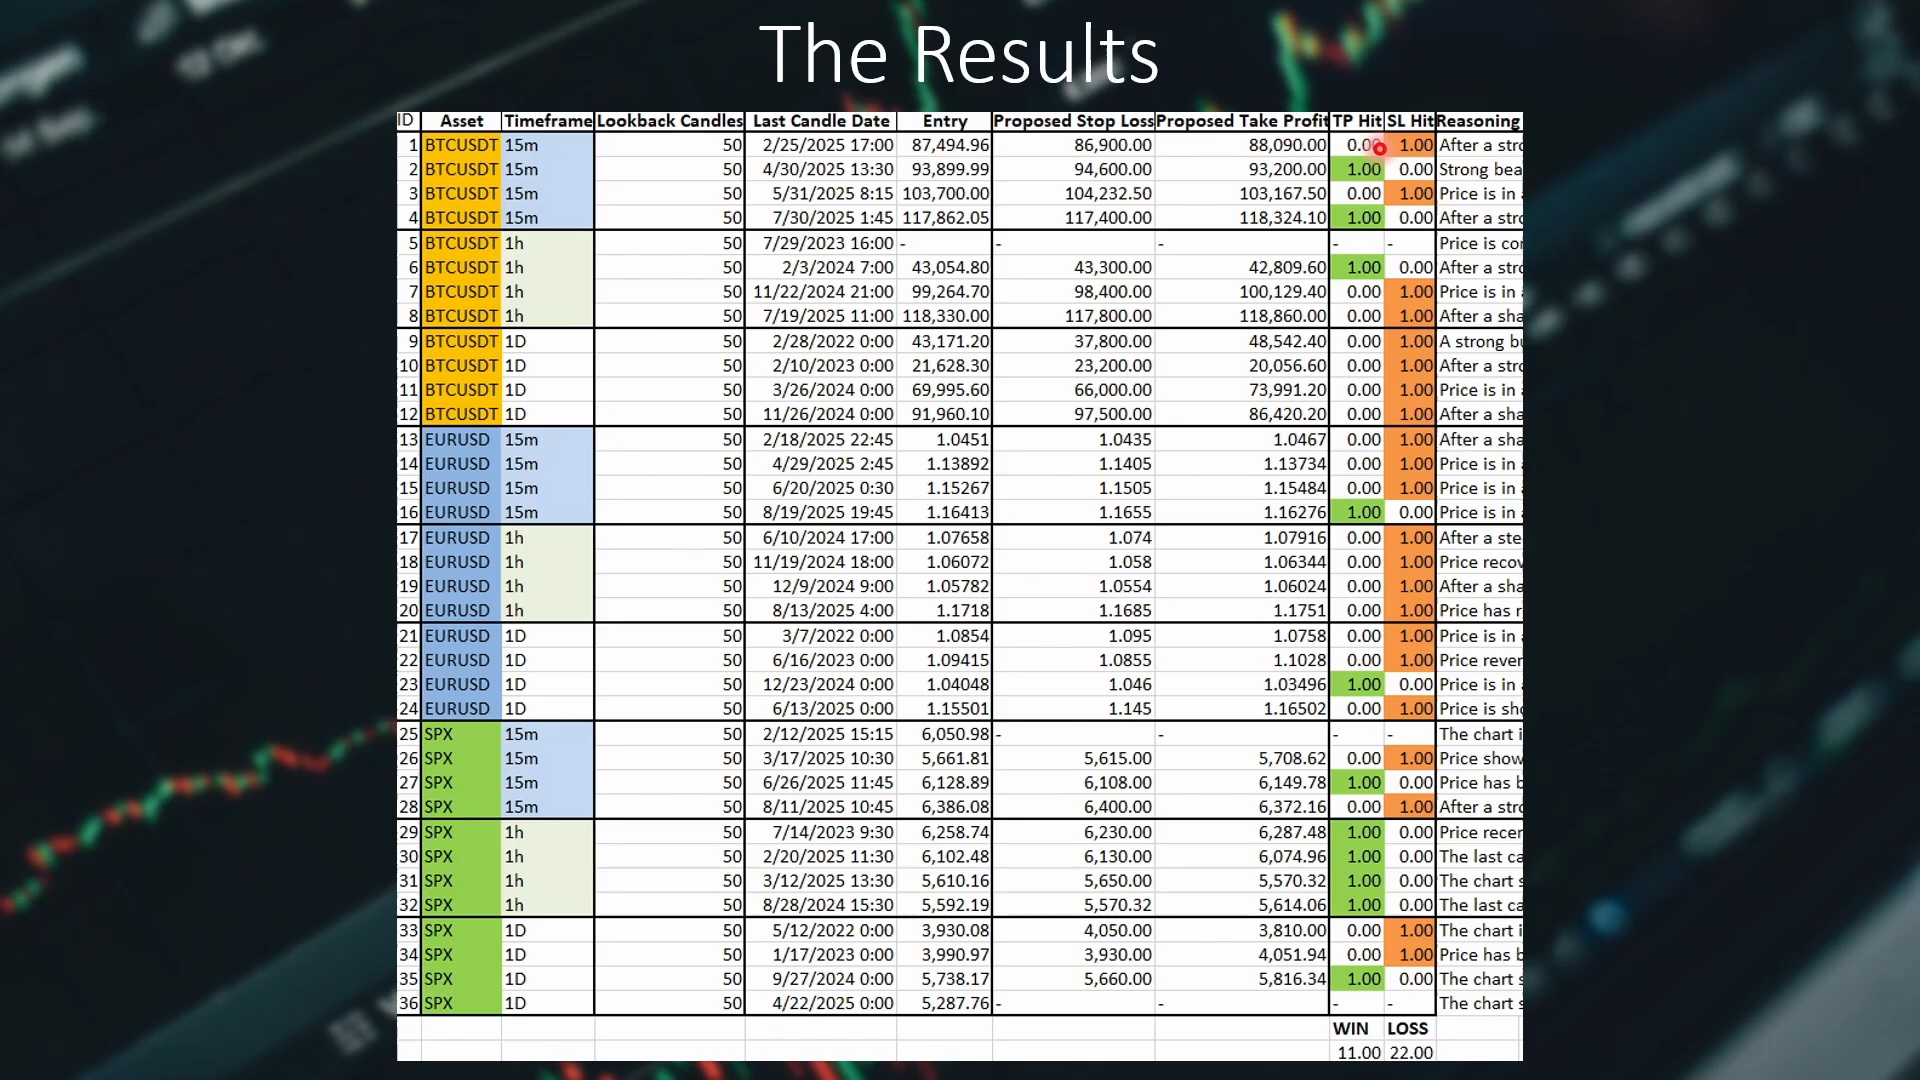 The Results
ID Asset Timeframe Lookback Candles Last Candle Date Entry Proposed Stop Loss Proposed Take Profit TP Hit SL Hit Reasoning
1 BTCUSDT 15m 50 2/25/2025 17:00 87,494.96 86,900.00 88,090.00 0.00 1.00 After a stro
2 BTCUSDT 15m 50 4/30/2025 13:30 93,899.99 94,600.00 93,200.00 1.00 0.00 Strong bea
3 BTCUSDT 15m 50 5/31/2025 8:15 103,700.00 104,232.50 103,167.50 0.00 1.00 Price is in
4 BTCUSDT 15m 50 7/30/2025 1:45 117,862.05 117,400.00 118,324.10 1.00 0.00 After a stro
5 BTCUSDT 1h 50 7/29/2023 16:00 - - - - - Price is cor
6 BTCUSDT 1h 50 2/3/2024 7:00 43,054.80 43,300.00 42,809.60 1.00 0.00 After a stro
7 BTCUSDT 1h 50 11/22/2024 21:00 99,264.70 98,400.00 100,129.40 0.00 1.00 Price is in
8 BTCUSDT 1h 50 7/19/2025 11:00 118,330.00 117,800.00 118,860.00 0.00 1.00 After a sha
9 BTCUSDT 1D 50 2/28/2022 0:00 43,171.20 37,800.00 48,542.40 0.00 1.00 A strong bu
10 BTCUSDT 1D 50 2/10/2023 0:00 21,628.30 23,200.00 20,056.60 0.00 1.00 After a stro
11 BTCUSDT 1D 50 3/26/2024 0:00 69,995.60 66,000.00 73,991.20 0.00 1.00 Price is in
12 BTCUSDT 1D 50 11/26/2024 0:00 91,960.10 97,500.00 86,420.20 0.00 1.00 After a sha
13 EURUSD 15m 50 2/18/2025 22:45 1.0451 1.0435 1.0467 0.00 1.00 After a sha
14 EURUSD 15m 50 4/29/2025 2:45 1.13892 1.1405 1.13734 0.00 1.00 Price is in
15 EURUSD 15m 50 6/20/2025 0:30 1.15267 1.1505 1.15484 0.00 1.00 Price is in
16 EURUSD 15m 50 8/19/2025 19:45 1.16413 1.1655 1.16276 1.00 0.00 Price is in
17 EURUSD 1h 50 6/10/2024 17:00 1.07658 1.074 1.07916 0.00 1.00 After a ste
18 EURUSD 1h 50 11/19/2024 18:00 1.06072 1.058 1.06344 0.00 1.00 Price recov
19 EURUSD 1h 50 12/9/2024 9:00 1.05782 1.0554 1.06024 0.00 1.00 After a sha
20 EURUSD 1h 50 8/13/2025 4:00 1.1718 1.1685 1.1751 0.00 1.00 Price has r
21 EURUSD 1D 50 3/7/2022 0:00 1.0854 1.095 1.0758 0.00 1.00 Price is in
22 EURUSD 1D 50 6/16/2023 0:00 1.09415 1.0855 1.1028 0.00 1.00 Price rever
23 EURUSD 1D 50 12/23/2024 0:00 1.04048 1.046 1.03496 1.00 0.00 Price is in
24 EURUSD 1D 50 6/13/2025 0:00 1.15501 1.145 1.16502 0.00 1.00 Price is sho
25 SPX 15m 50 2/12/2025 15:15 6,050.98 - - - - The chart i
26 SPX 15m 50 3/17/2025 10:30 5,661.81 5,615.00 5,708.62 0.00 1.00 Price show
27 SPX 15m 50 6/26/2025 11:45 6,128.89 6,108.00 6,149.78 1.00 0.00 Price has b
28 SPX 15m 50 8/11/2025 10:45 6,386.08 6,400.00 6,372.16 0.00 1.00 After a stro
29 SPX 1h 50 7/14/2023 9:30 6,258.74 6,230.00 6,287.48 1.00 0.00 Price recer
30 SPX 1h 50 2/20/2025 11:30 6,102.48 6,130.00 6,074.96 1.00 0.00 The last ca
31 SPX 1h 50 3/12/2025 13:30 5,610.16 5,650.00 5,570.32 1.00 0.00 The chart s
32 SPX 1h 50 8/28/2024 15:30 5,592.19 5,570.32 5,614.06 1.00 0.00 The last ca
33 SPX 1D 50 5/12/2022 0:00 3,930.08 4,050.00 3,810.00 0.00 1.00 The chart i
34 SPX 1D 50 1/17/2023 0:00 3,990.97 3,930.00 4,051.94 0.00 1.00 Price has b
35 SPX 1D 50 9/27/2024 0:00 5,738.17 5,660.00 5,816.34 1.00 0.00 The chart s
36 SPX 1D 50 4/22/2025 0:00 5,287.76 - - - - The chart s
WIN LOSS
11.00 22.00